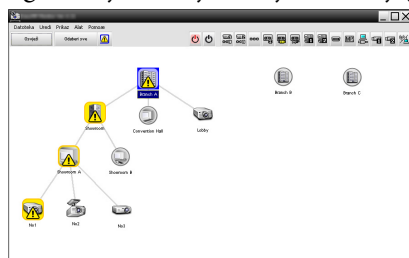 Datoteka Uredi Prikaz Alat Pomoæ
Osvježi Odaberi sve
Branch A
Branch B
Branch C
Showroom
Convention Hall
Lobby
Showroom A
Showroom B
No1
No2
No3